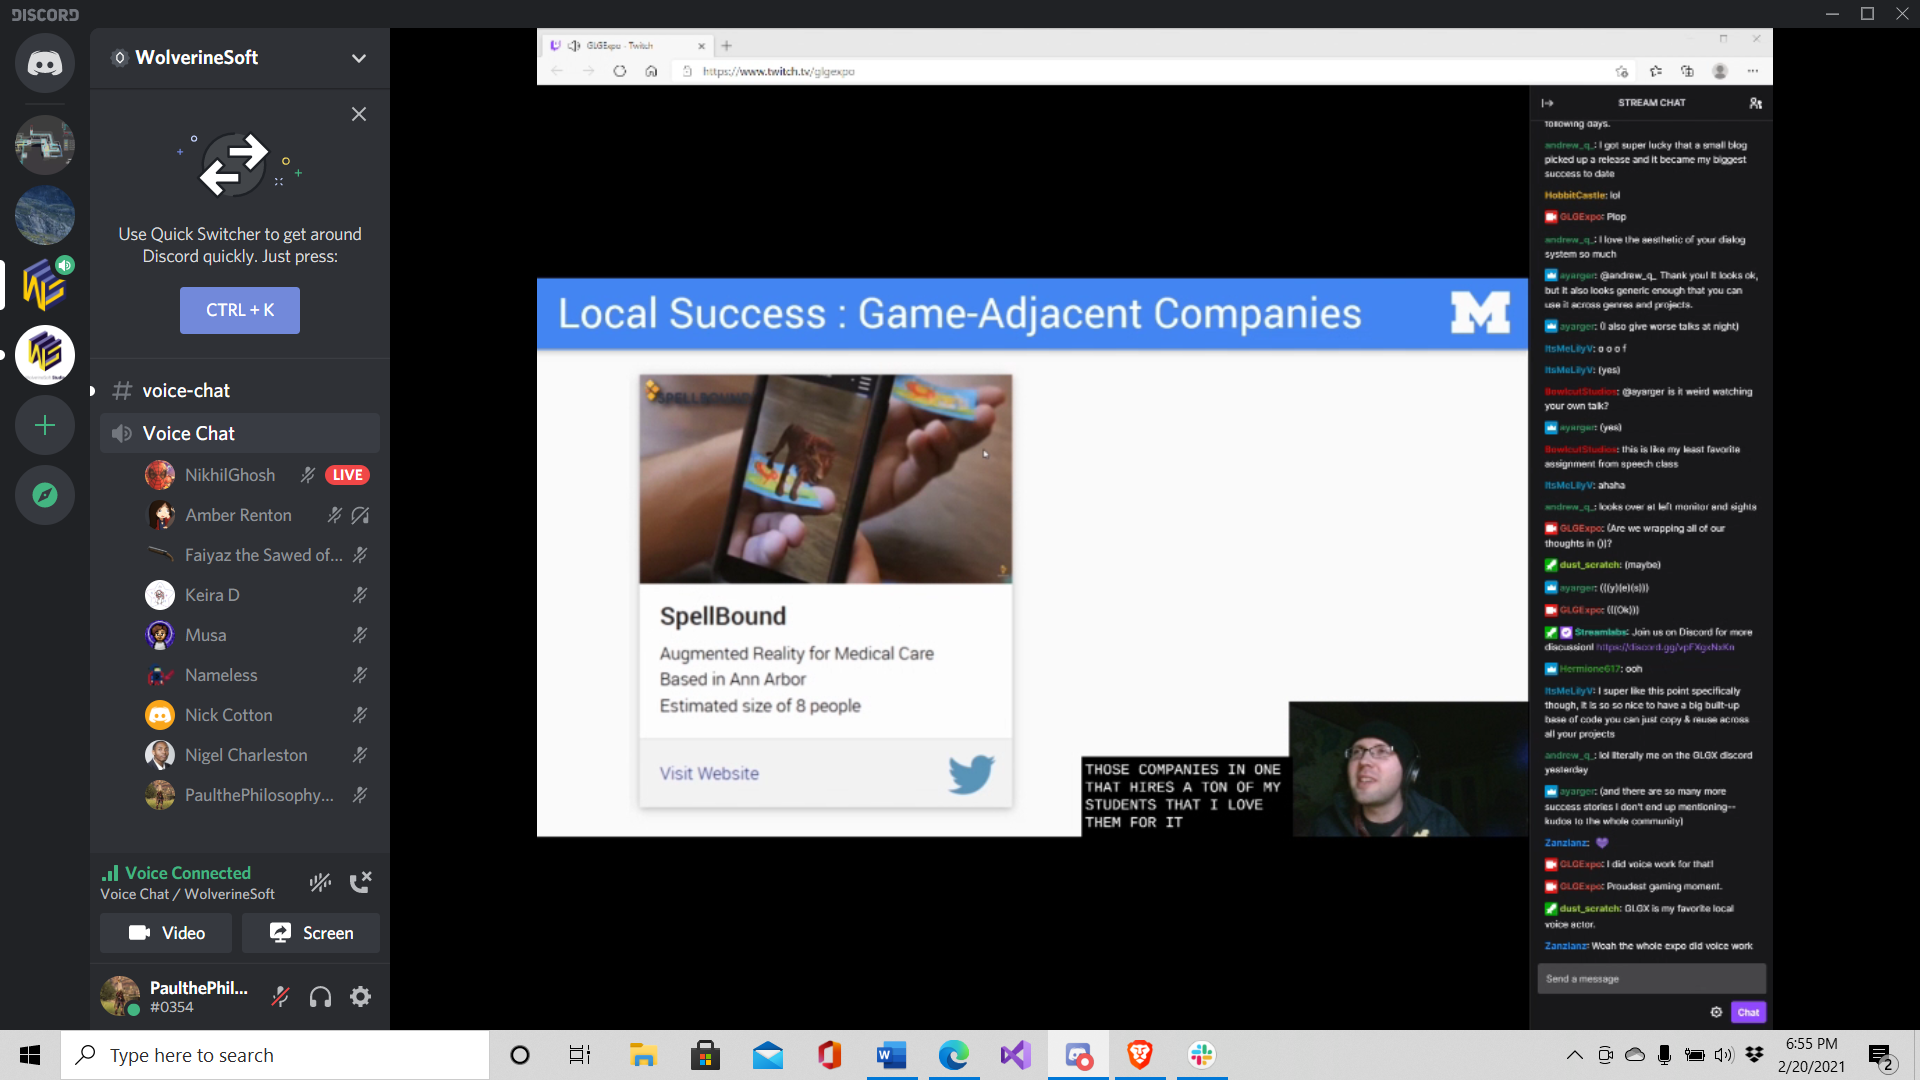 DISCORD
WolverineSoft
Use Quick Switcher to get around
Discord quickly. Just press:
CTRL + K
voice-chat
Voice Chat
NikhilGhosh
LIVE
Amber Renton
Faiyaz the Sawed of...
Keira D
Musa
Nameless
Nick Cotton
Nigel Charleston
PaulthePhilosophy...
Voice Connected
Voice Chat / WolverineSoft
Video
Screen
PaulthePhil...
#0354
GLGExpo - Twitch
https://www.twitch.tv/glgexpo
Local Success : Game-Adjacent Companies
M
SPELLBOUND
SpellBound
Augmented Reality for Medical Care
Based in Ann Arbor
Estimated size of 8 people
Visit Website
THOSE COMPANIES IN ONE
THAT HIRES A TON OF MY
STUDENTS THAT I LOVE
THEM FOR IT
STREAM CHAT
following days.
andrew_q_: I got super lucky that a small blog
picked up a release and it became my biggest
success to date
HobbitCastle: lol
GLGExpo: Plop
andrew_q_: I love the aesthetic of your dialog
system so much
ayarger: @andrew_q_ Thank you! It looks ok,
but it also looks generic enough that you can
use it across genres and projects.
ayarger: (I also give worse talks at night)
ItsMeLilyV: o o o f
ItsMeLilyV: (yes)
BowlcutStudios: @ayarger is it weird watching
your own talk?
ayarger: (yes)
BowlcutStudios: this is like my least favorite
assignment from speech class
ItsMeLilyV: ahaha
andrew_q_: looks over at left monitor and sighs
GLGExpo: (Are we wrapping all of our
thoughts in ()?
dust_scratch: (maybe)
ayarger: (((y)(e)(s)))
GLGExpo: (((Ok)))
Streamlabs: Join us on Discord for more
discussion! https://discord.gg/vpFXgxNxKn
Hermione617: ooh
ItsMeLilyV: I super like this point specifically
though, it is so so nice to have a big built-up
base of code you can just copy & reuse across
all your projects
andrew_q_: lol literally me on the GLGX discord
yesterday
ayarger: (and there are so many more
success stories I don't end up mentioning--
kudos to the whole community)
Zanzlanz:
GLGExpo: I did voice work for that!
GLGExpo: Proudest gaming moment.
dust_scratch: GLGX is my favorite local
voice actor.
Zanzlanz: Woah the whole expo did voice work
Send a message
Chat
Type here to search
6:55 PM
2/20/2021
2